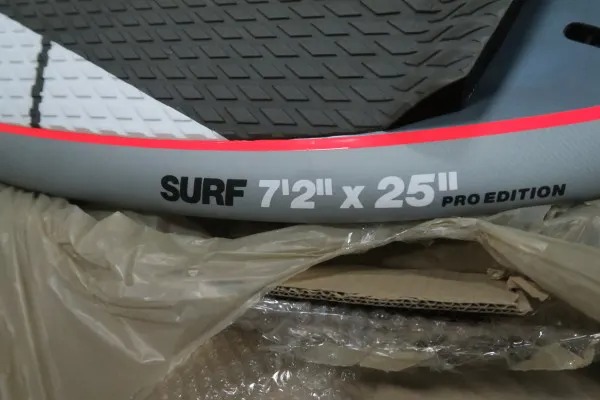 SURF 7'2" x 25" PRO EDITION